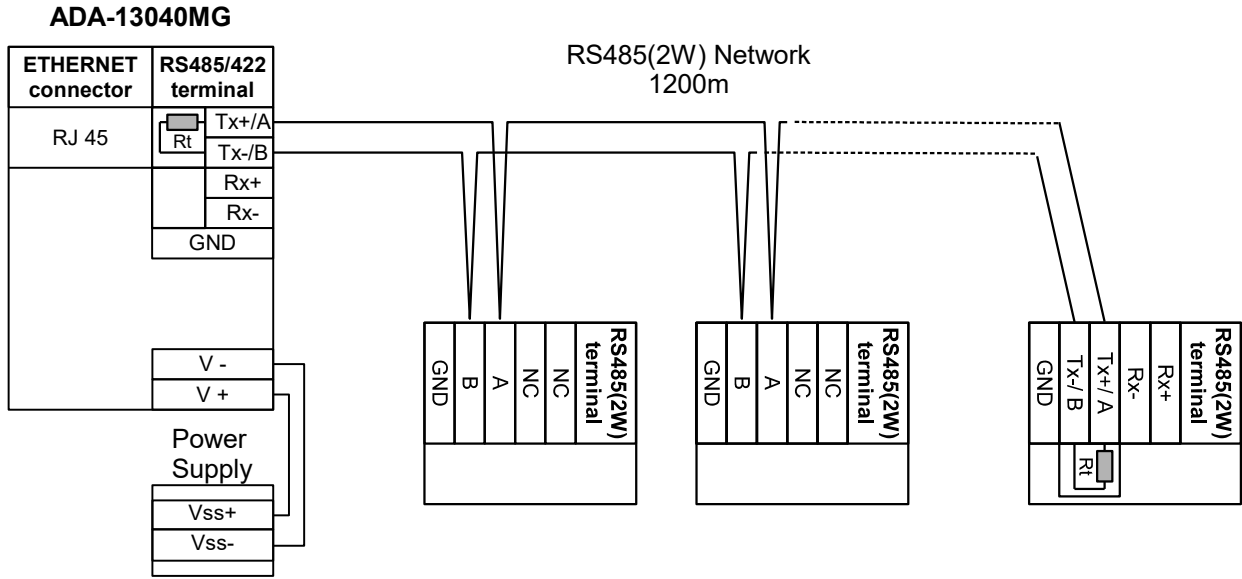 ADA-13040MG
ETHERNET
connector
RS485/422
terminal
RJ 45
Rt
Tx+/A
Tx-/B
Rx+
Rx-
GND
V -
V +
Power
Supply
Vss+
Vss-
RS485(2W) Network
1200m
GND
B
A
NC
NC
RS485(2W)
terminal
GND
B
A
NC
NC
RS485(2W)
terminal
GND
Tx-/ B
Tx+/ A
Rx-
Rx+
RS485(2W)
terminal
Rt